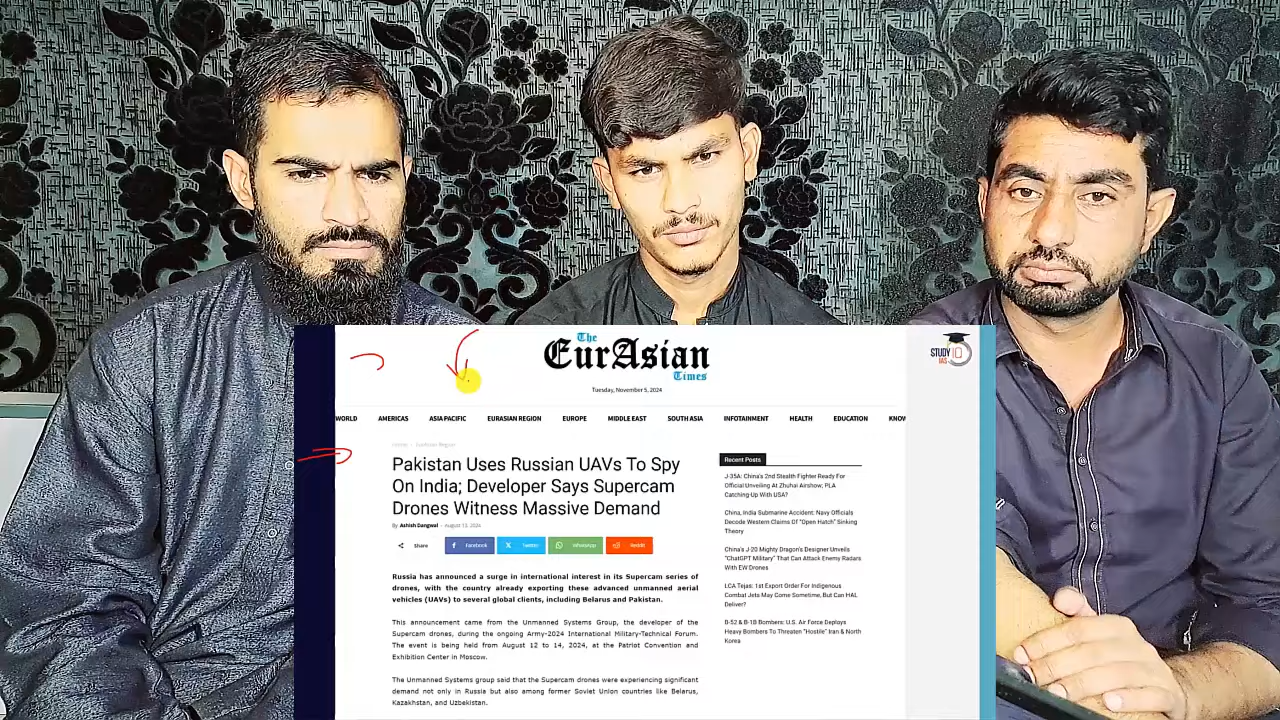 The
EurAsian
Times
Tuesday, November 5, 2024
STUDY IQ
IAS
WORLD AMERICAS ASIA PACIFIC EURASIAN REGION EUROPE MIDDLE EAST SOUTH ASIA INFOTAINMENT HEALTH EDUCATION KNOW
Home › Eurasian Region
Pakistan Uses Russian UAVs To Spy
On India; Developer Says Supercam
Drones Witness Massive Demand
By Ashish Dangwal - August 13, 2024
Share Facebook Twitter WhatsApp Reddit
Russia has announced a surge in international interest in its Supercam series of
drones, with the country already exporting these advanced unmanned aerial
vehicles (UAVs) to several global clients, including Belarus and Pakistan.
This announcement came from the Unmanned Systems Group, the developer of the
Supercam drones, during the ongoing Army-2024 International Military-Technical Forum.
The event is being held from August 12 to 14, 2024, at the Patriot Convention and
Exhibition Center in Moscow.
The Unmanned Systems group said that the Supercam drones were experiencing significant
demand not only in Russia but also among former Soviet Union countries like Belarus,
Kazakhstan, and Uzbekistan.
Recent Posts
J-35A: China's 2nd Stealth Fighter Ready For
Official Unveiling At Zhuhai Airshow; PLA
Catching-Up With USA?
China, India Submarine Accident: Navy Officials
Decode Western Claims Of "Open Hatch" Sinking
Theory
China's J-20 Mighty Dragon's Designer Unveils
"ChatGPT Military" That Can Attack Enemy Radars
With EW Drones
LCA Tejas: 1st Export Order For Indigenous
Combat Jets May Come Sometime, But Can HAL
Deliver?
B-52 & B-1B Bombers: U.S. Air Force Deploys
Heavy Bombers To Threaten "Hostile" Iran & North
Korea